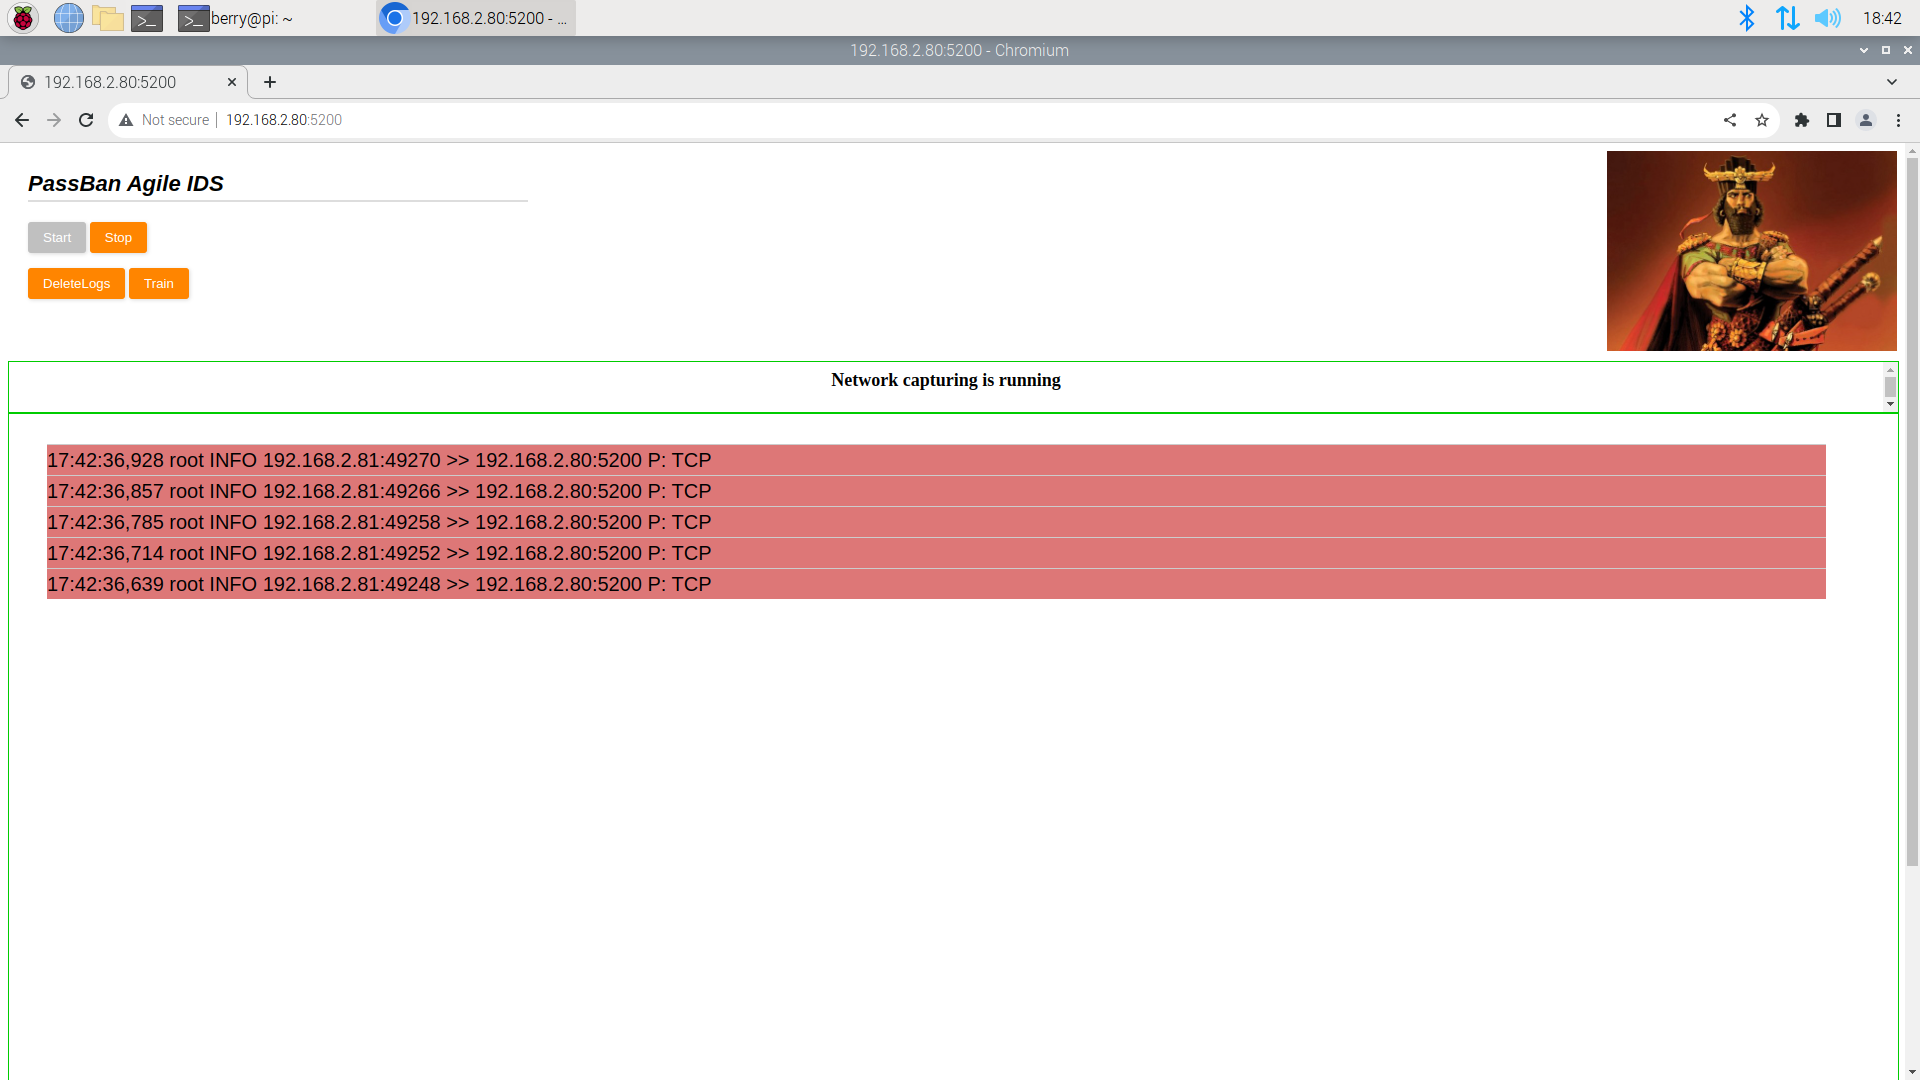 berry@pi: ~
192.168.2.80:5200 - ...
18:42
192.168.2.80:5200 - Chromium
192.168.2.80:5200
Not secure
192.168.2.80:5200
PassBan Agile IDS
Start
Stop
DeleteLogs
Train
Network capturing is running
17:42:36,928 root INFO 192.168.2.81:49270 >> 192.168.2.80:5200 P: TCP
17:42:36,857 root INFO 192.168.2.81:49266 >> 192.168.2.80:5200 P: TCP
17:42:36,785 root INFO 192.168.2.81:49258 >> 192.168.2.80:5200 P: TCP
17:42:36,714 root INFO 192.168.2.81:49252 >> 192.168.2.80:5200 P: TCP
17:42:36,639 root INFO 192.168.2.81:49248 >> 192.168.2.80:5200 P: TCP